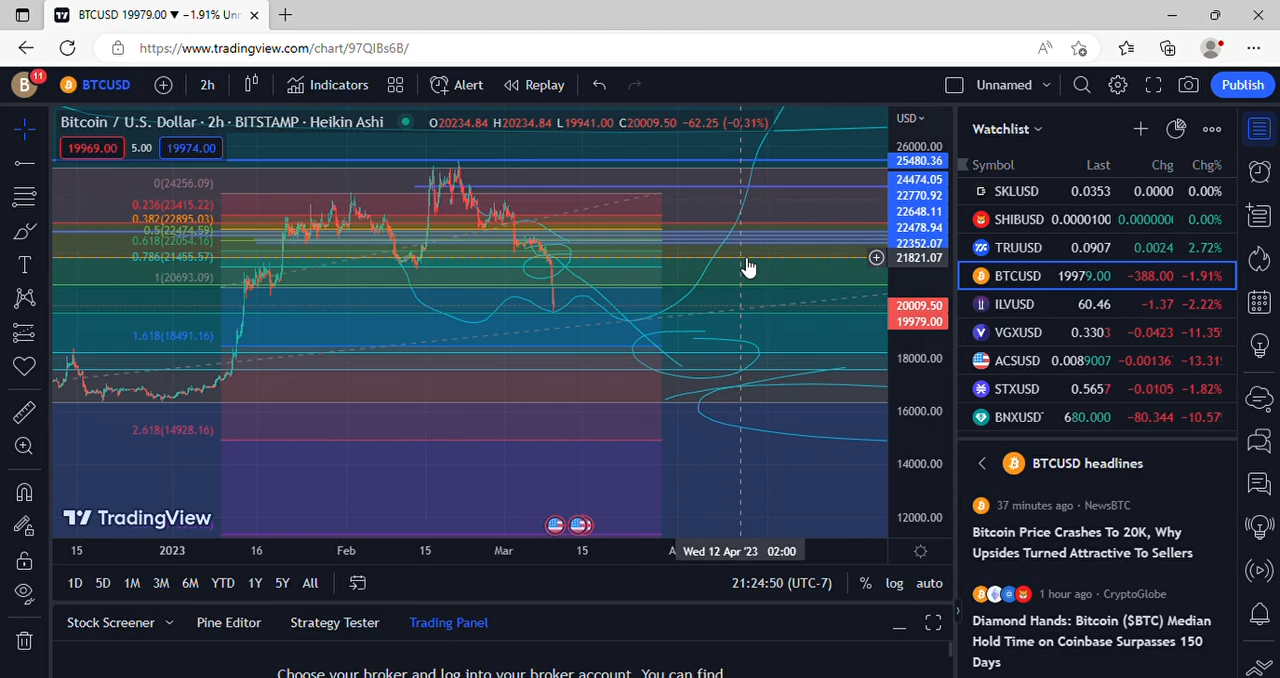 BTCUSD 19979.00 ▼ −1.91% Unr
https://www.tradingview.com/chart/97QIBs6B/
B
11
BTCUSD
2h
Indicators
Alert
Replay
Unnamed
Publish
Bitcoin / U.S. Dollar · 2h · BITSTAMP · Heikin Ashi
O20234.84 H20234.84 L19941.00 C20009.50 −62.25 (−0.31%)
19969.00 5.00 19974.00
0(24256.09)
0.236(23415.22)
0.382(22895.03)
0.5(22474.59)
0.618(22054.16)
0.786(21455.57)
1(20693.09)
1.618(18491.16)
2.618(14928.16)
USD
26000.00
25480.36
24474.05
22770.92
22648.11
22478.94
22352.07
21821.07
20009.50
19979.00
18000.00
16000.00
14000.00
12000.00
TradingView
15 2023 16 Feb 15 Mar 15 A Wed 12 Apr '23 02:00
1D 5D 1M 3M 6M YTD 1Y 5Y All
21:24:50 (UTC-7)
% log auto
Stock Screener Pine Editor Strategy Tester Trading Panel
Choose your broker and log into your broker account. You can find
Watchlist
Symbol Last Chg Chg%
SKLUSD 0.0353 0.0000 0.00%
SHIBUSD 0.0000100 0.000000 0.00%
TRUUSD 0.0907 0.0024 2.72%
BTCUSD 19979.00 −388.00 −1.91%
ILVUSD 60.46 −1.37 −2.22%
VGXUSD 0.3303 −0.0423 −11.35
ACSUSD 0.0089007 −0.00136 −13.31
STXUSD 0.5657 −0.0105 −1.82%
BNXUSD 680.000 −80.344 −10.57
BTCUSD headlines
37 minutes ago · NewsBTC
Bitcoin Price Crashes To 20K, Why
Upsides Turned Attractive To Sellers
1 hour ago · CryptoGlobe
Diamond Hands: Bitcoin ($BTC) Median
Hold Time on Coinbase Surpasses 150
Days